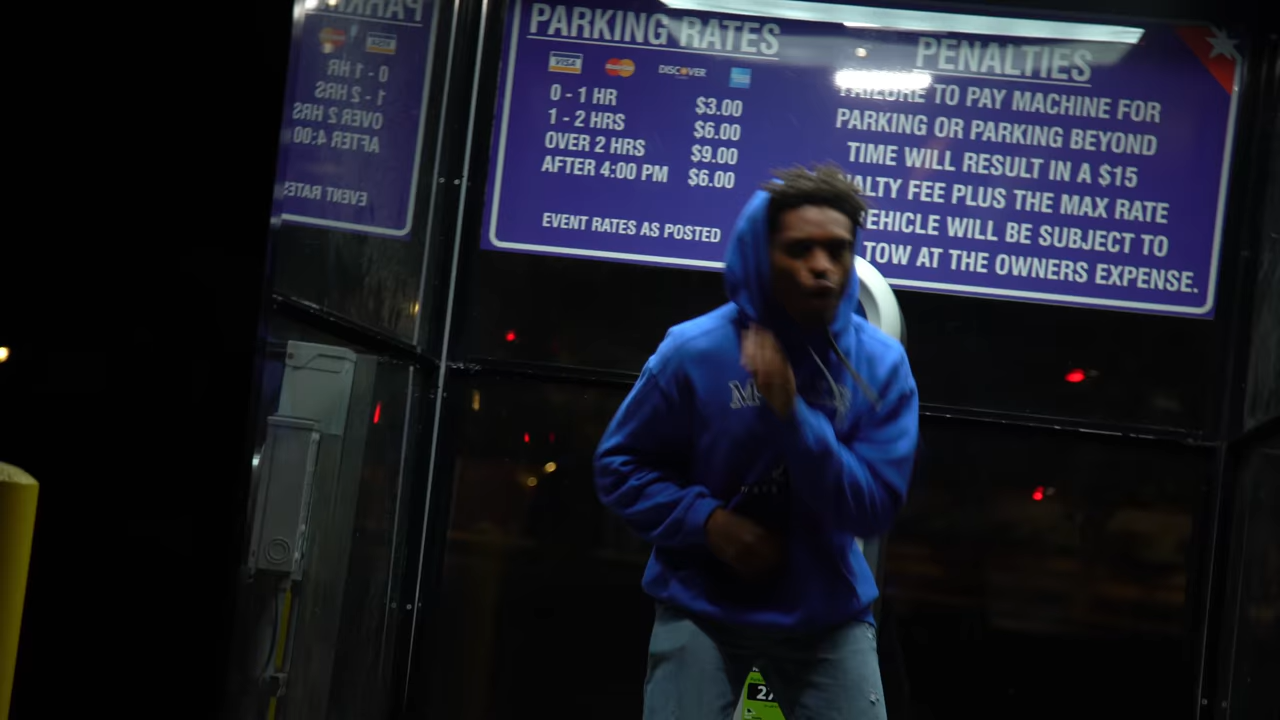 PARKING RATES
VISA
DISCOVER
0 - 1 HR $3.00
1 - 2 HRS $6.00
OVER 2 HRS $9.00
AFTER 4:00 PM $6.00
EVENT RATES AS POSTED
PENALTIES
FAILURE TO PAY MACHINE FOR
PARKING OR PARKING BEYOND
TIME WILL RESULT IN A $15
ALTY FEE PLUS THE MAX RATE
EHICLE WILL BE SUBJECT TO
TOW AT THE OWNERS EXPENSE.
VISA
0 - 1 HR
1 - 2 HRS
OVER 2 HRS
AFTER 4:00
EVENT RATES